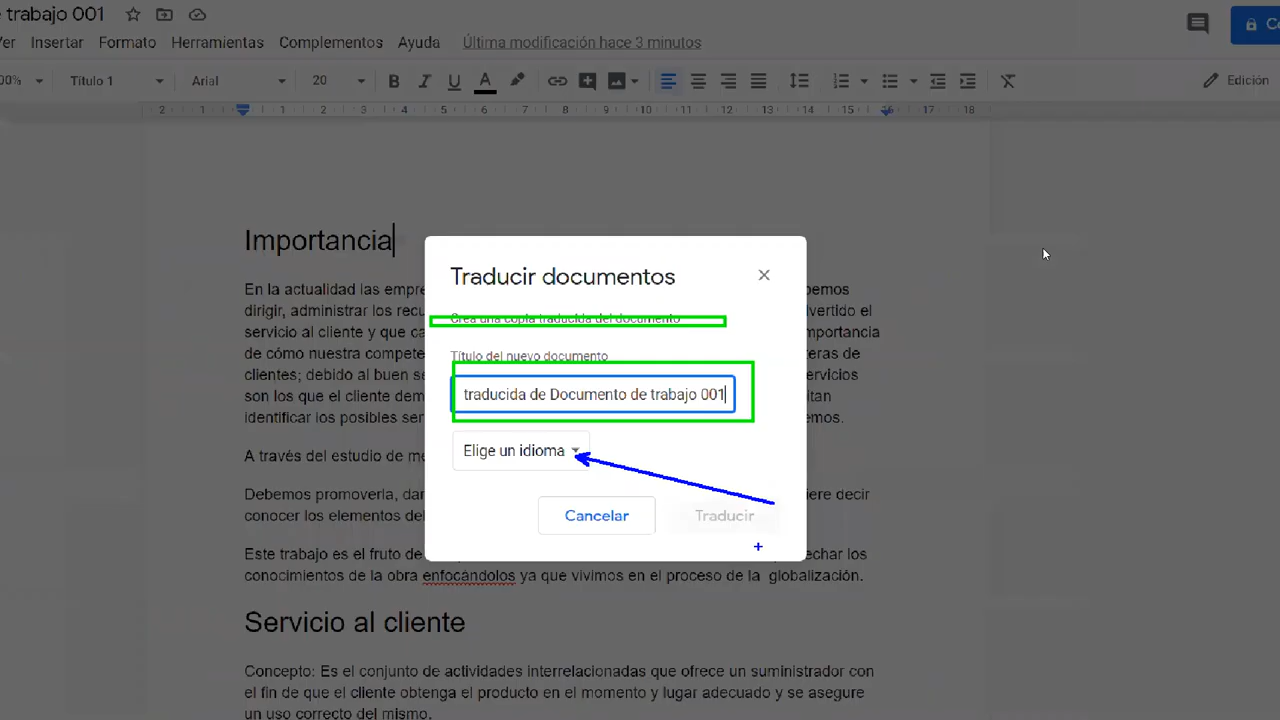 e trabajo 001
Ver Insertar Formato Herramientas Complementos Ayuda Última modificación hace 3 minutos
00% Título 1 Arial 20 B I U A Edición
2 1 1 2 3 4 5 6 7 8 9 10 11 12 13 14 15 16 17 18
Importancia
En la actualidad las empre bemos
dirigir, administrar los recu vertido el
servicio al cliente y que ca mportancia
de cómo nuestra compete teras de
clientes; debido al buen se ervicios
son los que el cliente dem itan
identificar los posibles ser emos.
A través del estudio de me
Debemos promoverla, dar iere decir
conocer los elementos del
Este trabajo es el fruto de echar los
conocimientos de la obra enfocándolos ya que vivimos en el proceso de la globalización.
Servicio al cliente
Concepto: Es el conjunto de actividades interrelacionadas que ofrece un suministrador con
el fin de que el cliente obtenga el producto en el momento y lugar adecuado y se asegure
un uso correcto del mismo.
Traducir documentos
Crea una copia traducida del documento
Título del nuevo documento
traducida de Documento de trabajo 001
Elige un idioma
Cancelar Traducir